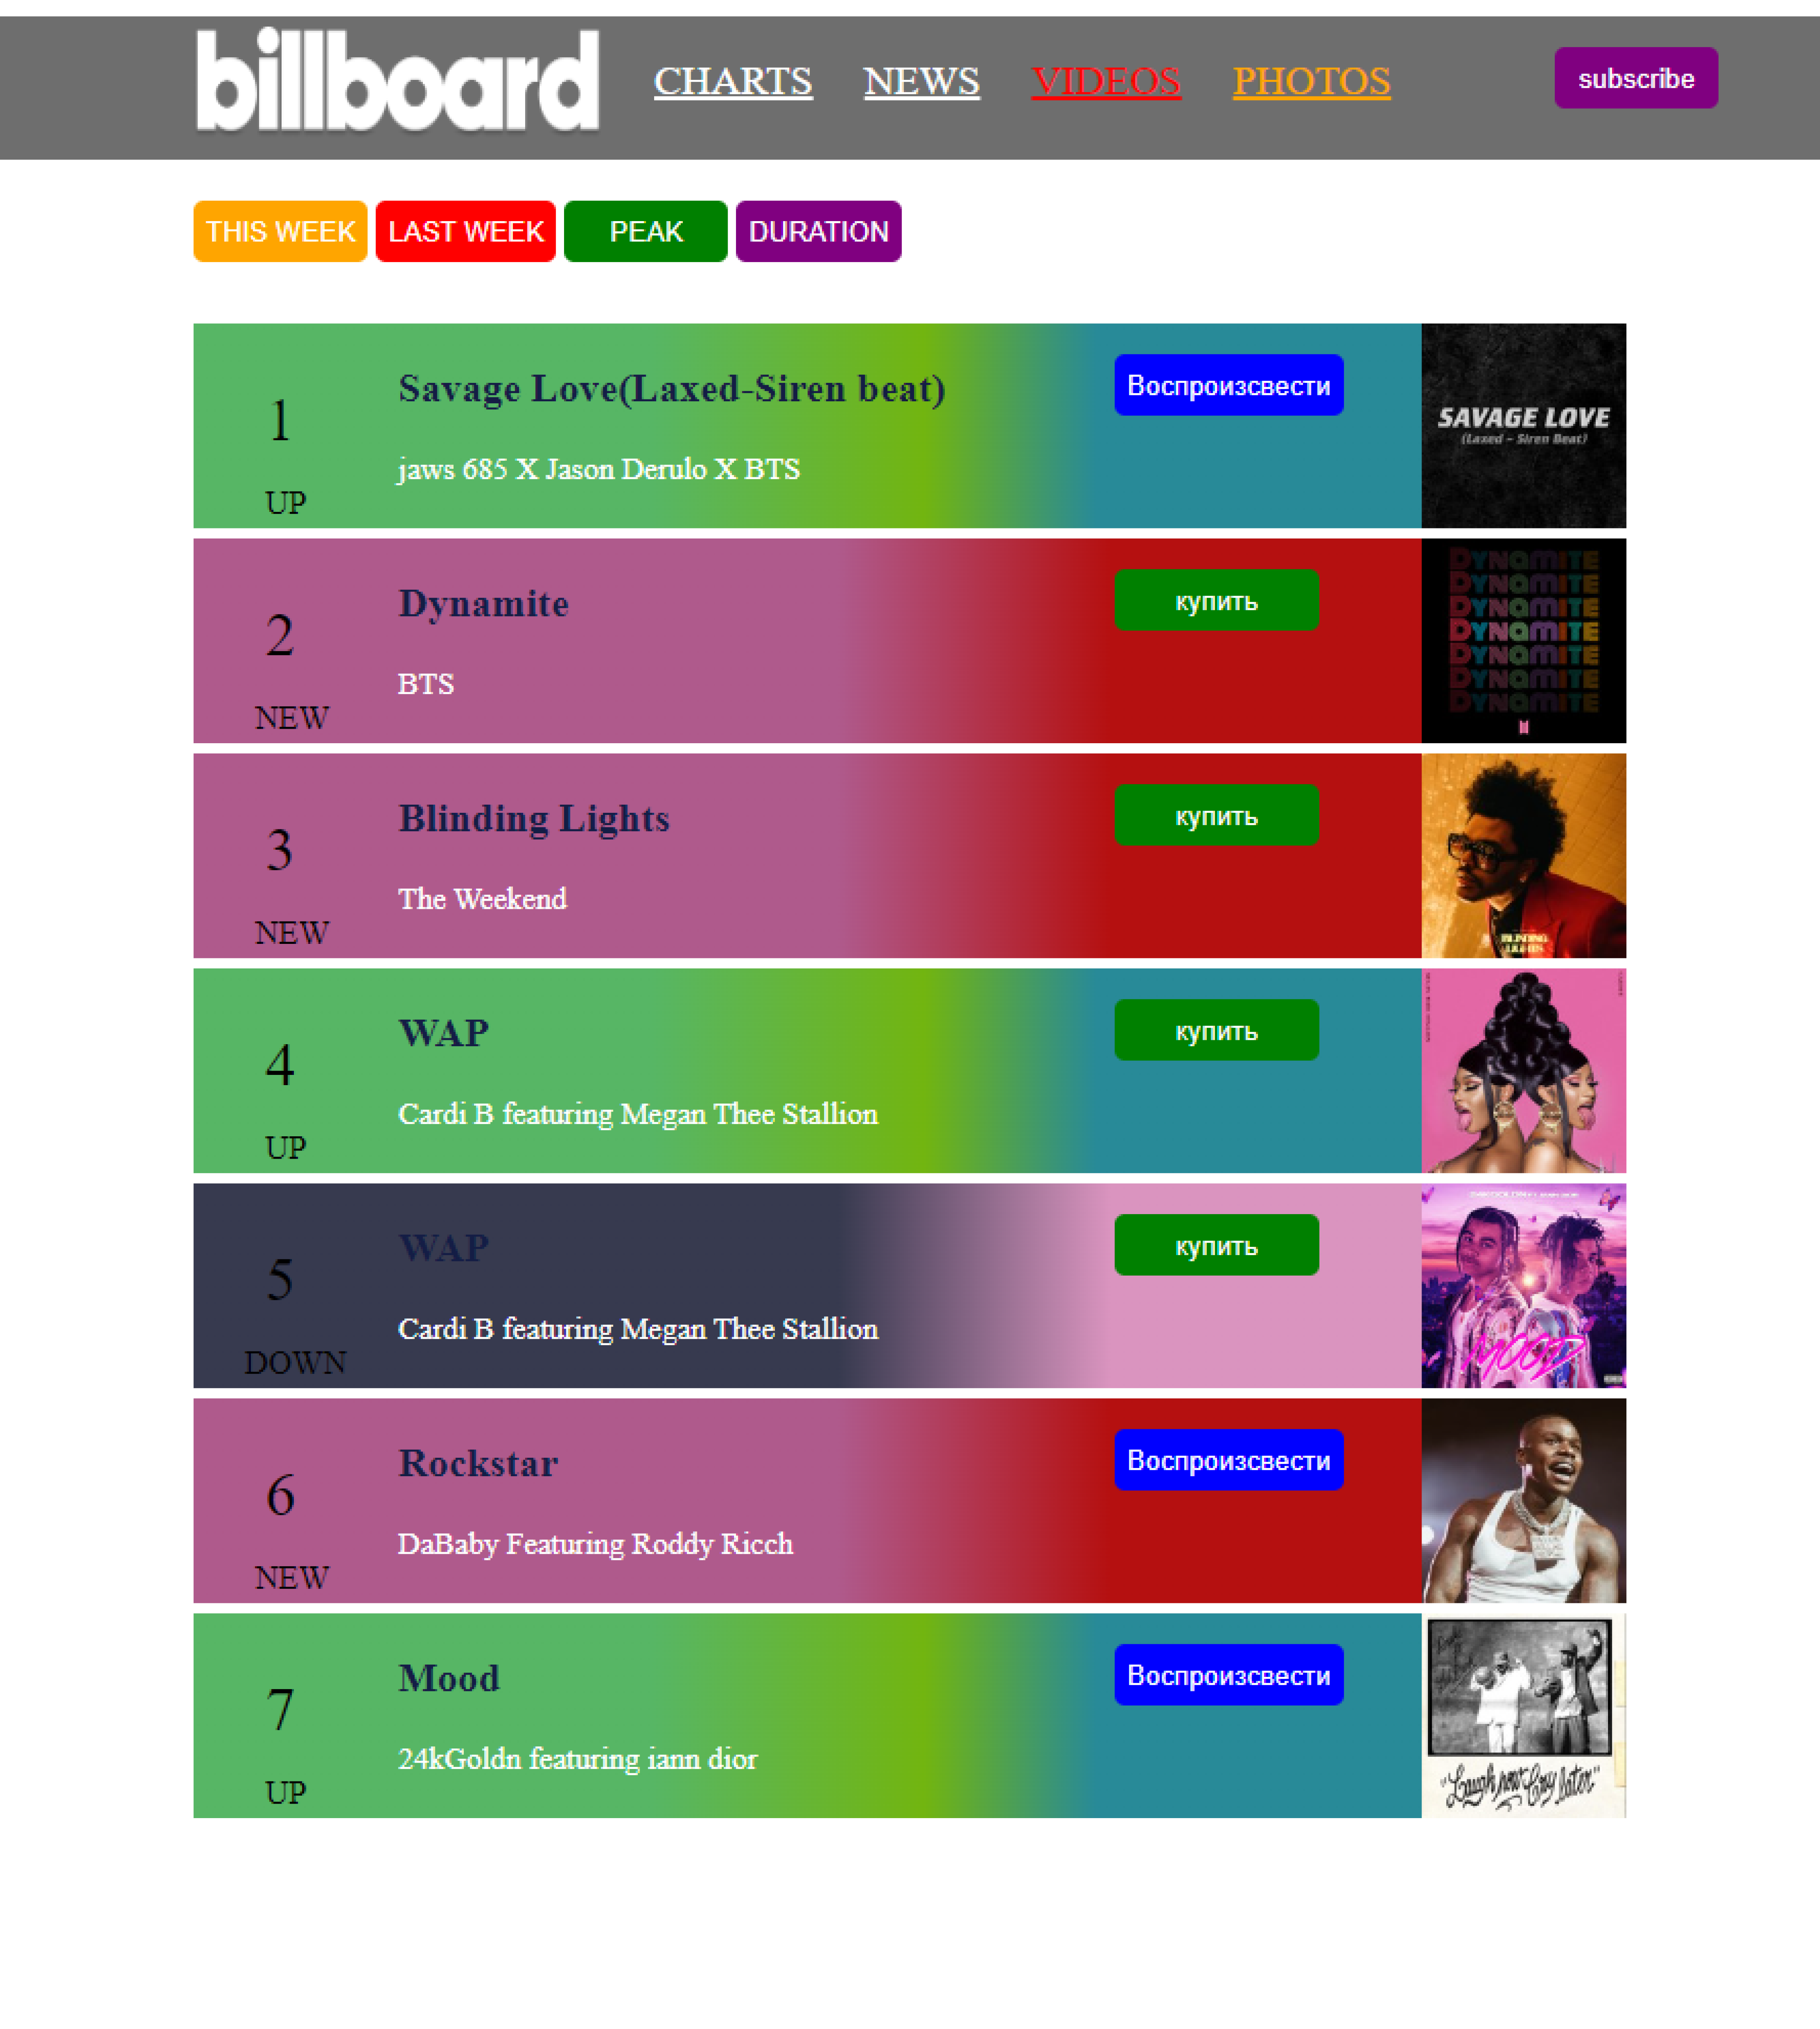 billboard CHARTS NEWS VIDEOS PHOTOS subscribe
THIS WEEK LAST WEEK PEAK DURATION
1
UP
Savage Love(Laxed-Siren beat)
jaws 685 X Jason Derulo X BTS
Воспроизсвести
SAVAGE LOVE
(Laxed – Siren Beat)
2
NEW
Dynamite
BTS
купить
DYNAMITE
DYNAMITE
DYNAMITE
DYNAMITE
DYNAMITE
DYNAMITE
DYNAMITE
3
NEW
Blinding Lights
The Weekend
купить
BLINDING
LIGHTS
4
UP
WAP
Cardi B featuring Megan Thee Stallion
купить
5
DOWN
WAP
Cardi B featuring Megan Thee Stallion
купить
MOOD
6
NEW
Rockstar
DaBaby Featuring Roddy Ricch
Воспроизсвести
7
UP
Mood
24kGoldn featuring iann dior
Воспроизсвести
"Laugh now Cry later"